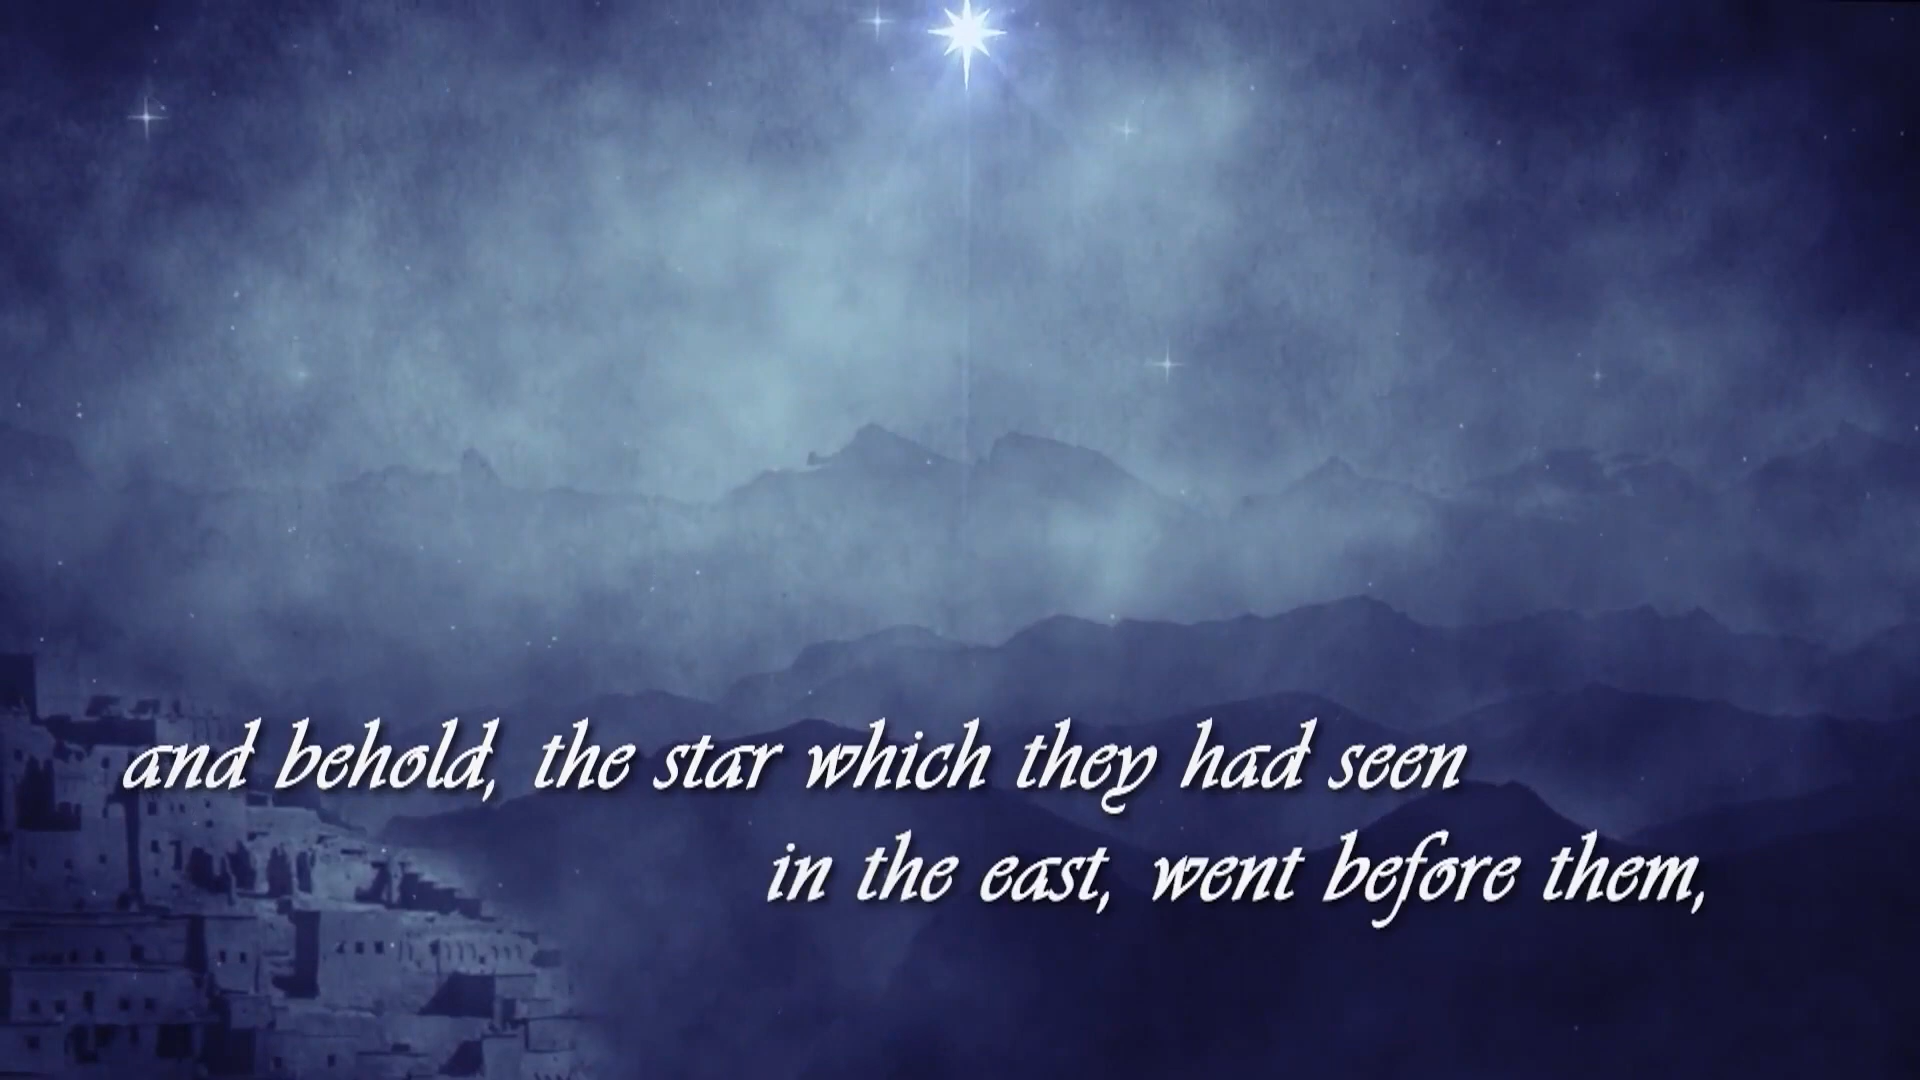 and behold, the star which they had seen
in the east, went before them,